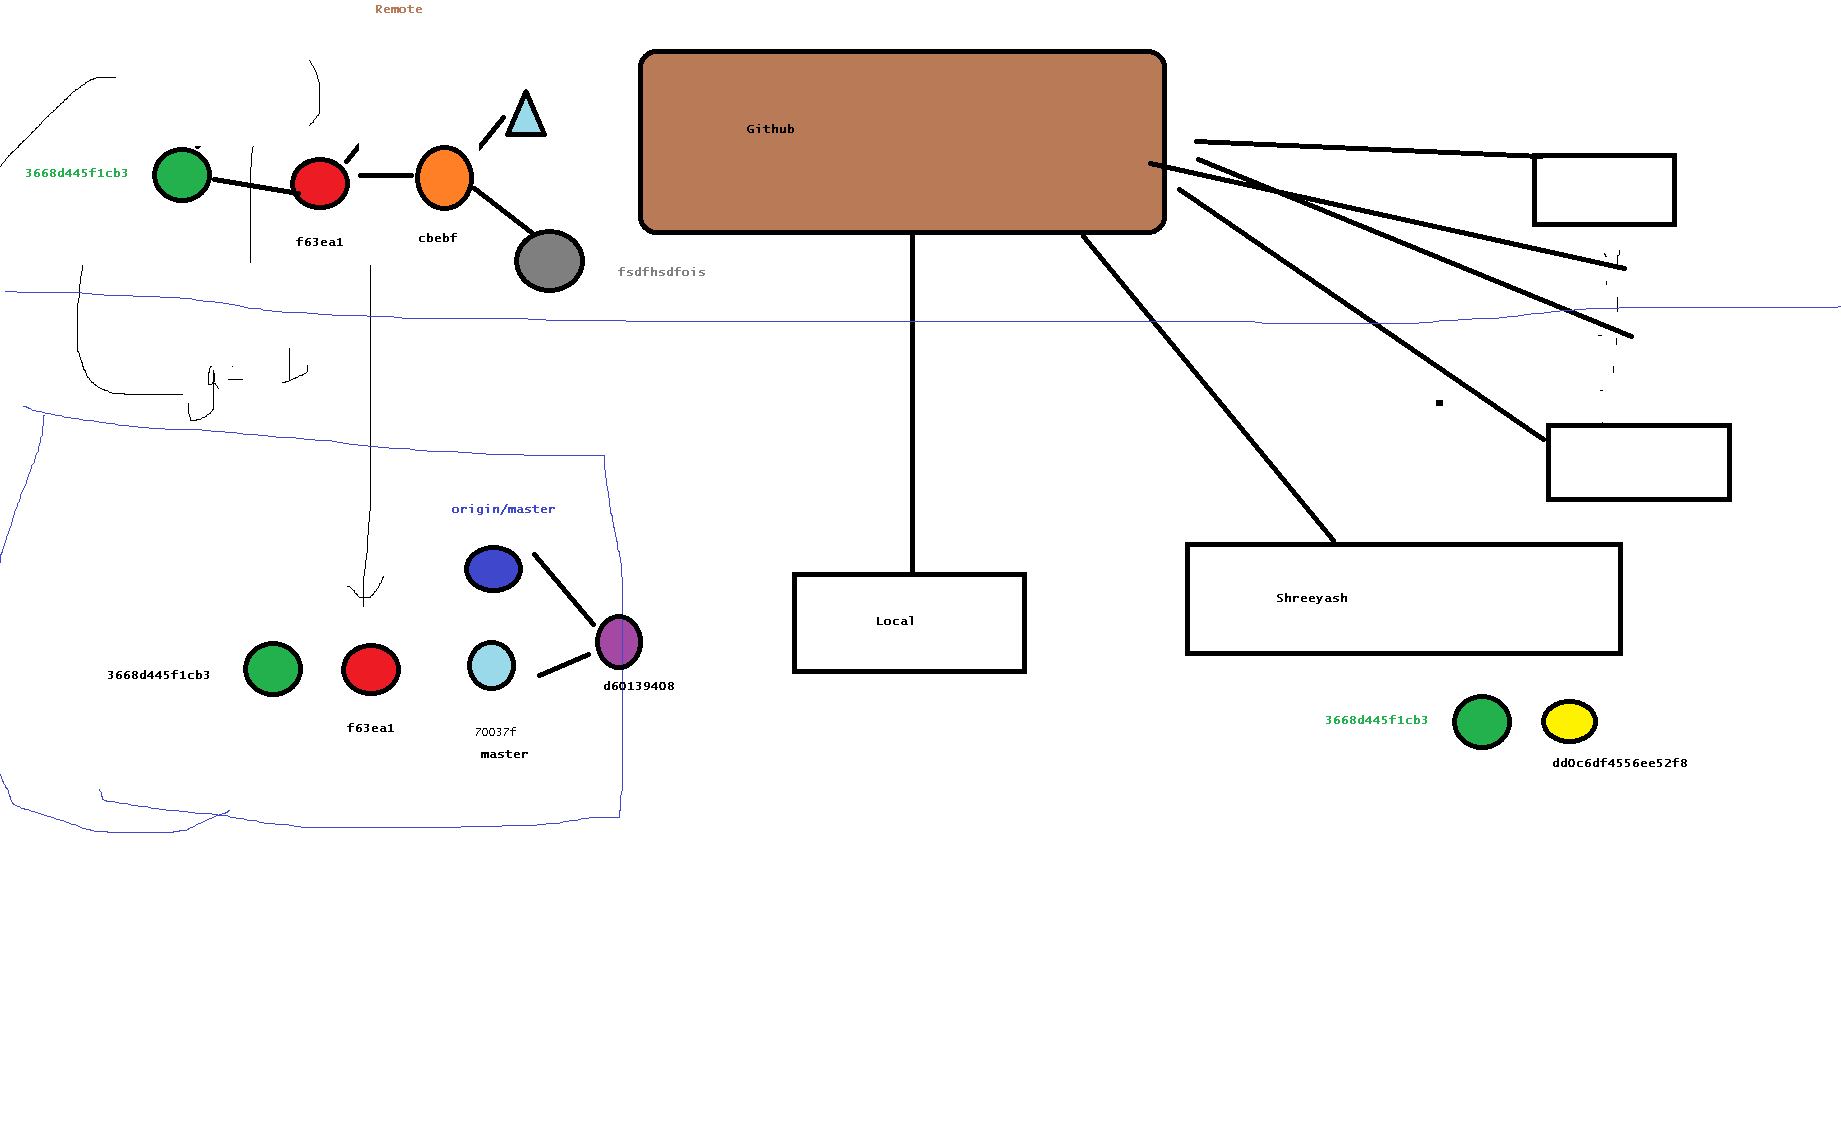 Remote
Github
3668d445f1cb3
f63ea1
cbebf
fsdfhsdfois
origin/master
Local
Shreeyash
3668d445f1cb3
f63ea1
70037f
master
d60139408
3668d445f1cb3
dd0c6df4556ee52f8